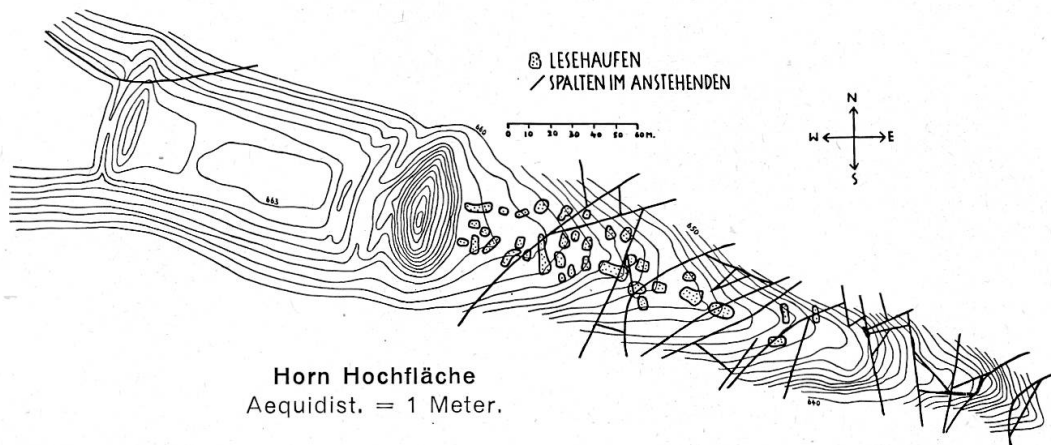 LESEHAUFEN
SPALTEN IM ANSTEHENDEN
0 10 20 30 40 50 60 M.
N
W E
S
660
663
650
640
Horn Hochfläche
Aequidist. = 1 Meter.